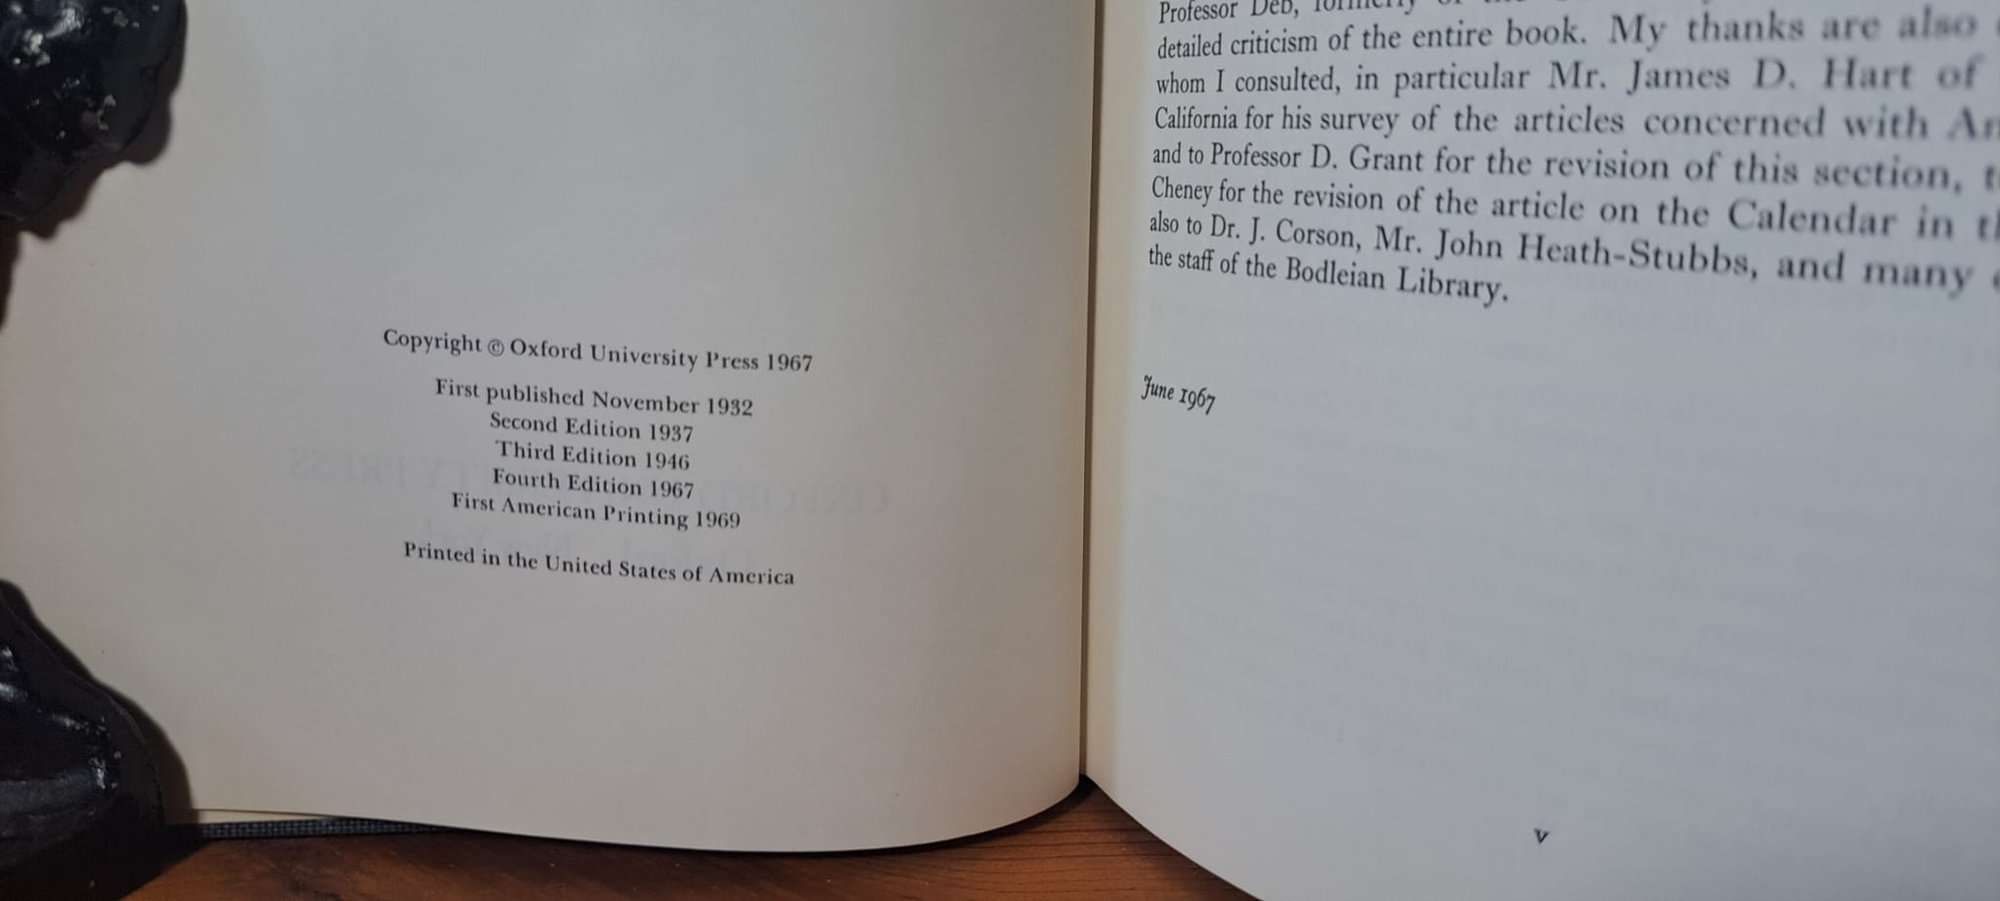 Copyright © Oxford University Press 1967
First published November 1932
Second Edition 1937
Third Edition 1946
Fourth Edition 1967
First American Printing 1969
Printed in the United States of America
Professor Deb, formerly of the
detailed criticism of the entire book. My thanks are also
whom I consulted, in particular Mr. James D. Hart of
California for his survey of the articles concerned with
and to Professor D. Grant for the revision of this section,
Cheney for the revision of the article on the Calendar in
also to Dr. J. Corson, Mr. John Heath-Stubbs, and many
the staff of the Bodleian Library.
June 1967
v